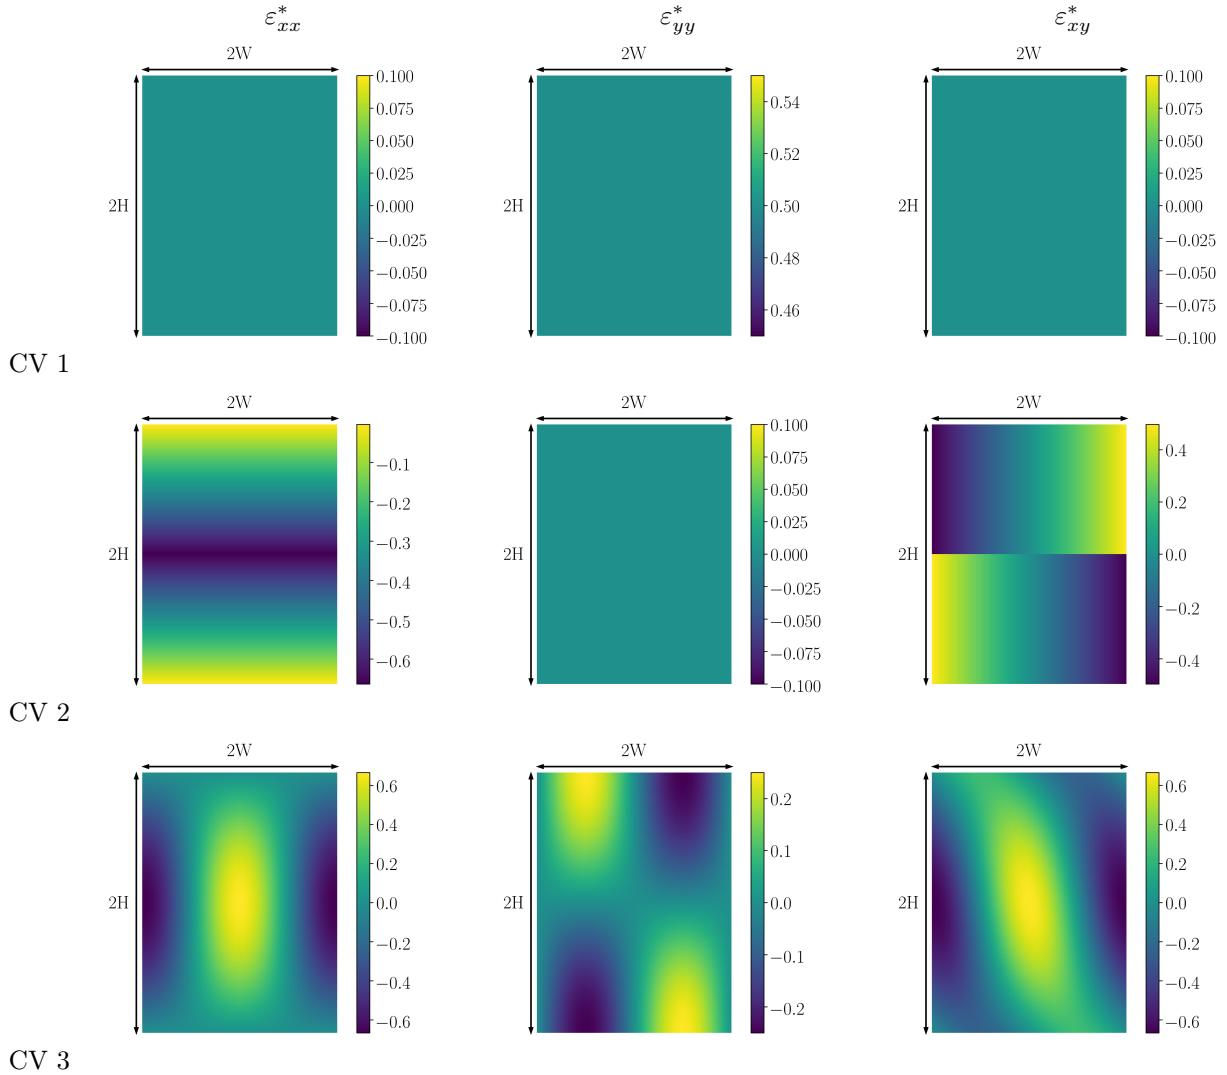 ε*xx ε*yy ε*xy
2W 2W 2W
0.100 0.54 0.100
0.075 0.52 0.075
0.050 0.50 0.050
0.025 0.48 0.025
2H 0.000 2H 0.46 2H 0.000
−0.025 −0.025
−0.050 −0.050
−0.075 −0.075
−0.100 −0.100
CV 1
2W 2W 2W
−0.1 0.100 0.4
−0.2 0.075 0.2
−0.3 0.050 0.0
−0.4 0.025 −0.2
2H −0.5 2H 0.000 2H −0.4
−0.6 −0.025
−0.050
−0.075
−0.100
CV 2
2W 2W 2W
0.6 0.2 0.6
0.4 0.1 0.4
0.2 0.0 0.2
2H 0.0 2H −0.1 2H 0.0
−0.2 −0.2 −0.2
−0.4 −0.4
−0.6 −0.6
CV 3